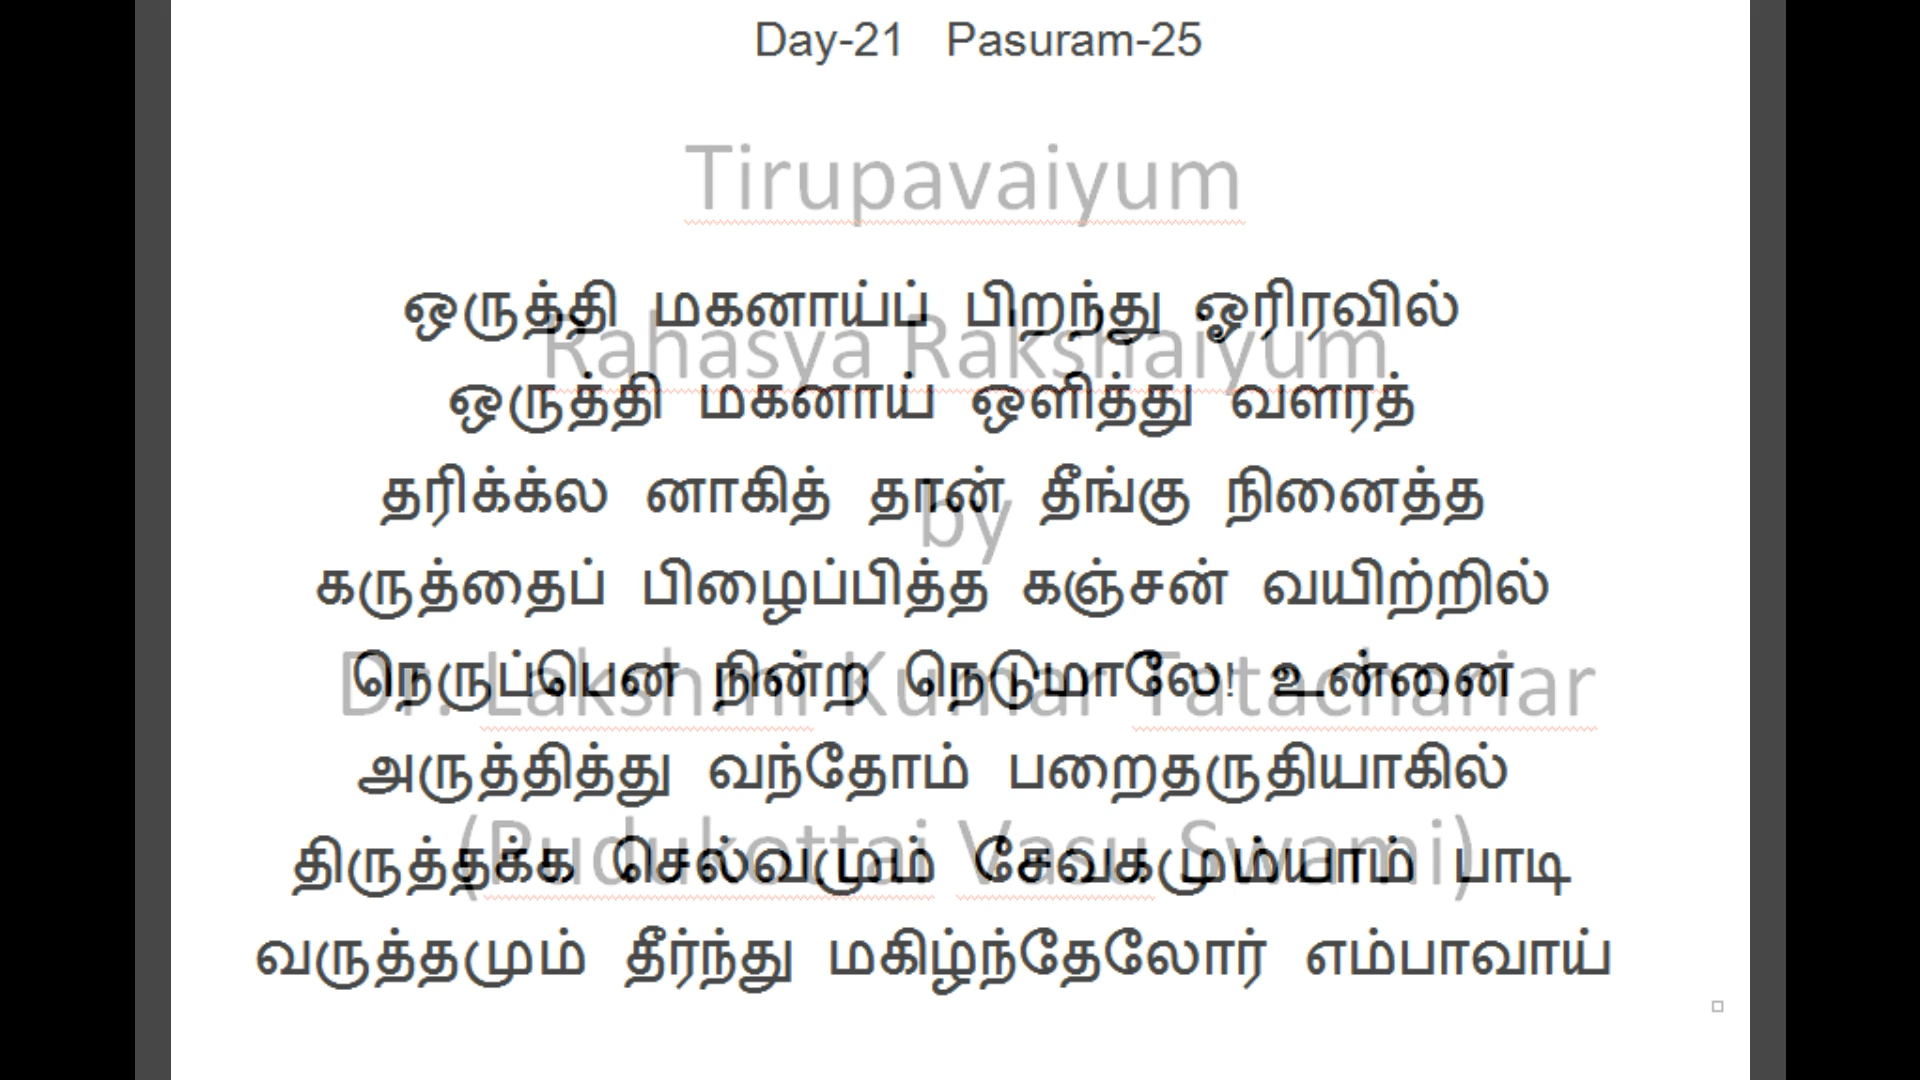 Day-21 Pasuram-25
Tirupavaiyum
ஒருத்தி மகனாய்ப் பிறந்து ஓரிரவில்
Rahasya Rakshaiyum
ஒருத்தி மகனாய் ஒளித்து வளரத்
தரிக்க்ல னாகித் தான் தீங்கு நினைத்த
by
கருத்தைப் பிழைப்பித்த கஞ்சன் வயிற்றில்
நெருட்பென நின்ற நெடுமாலே! உன்னை
Dr. Lakshmi Kumar Tatachariar
அருத்தித்து வந்தோம் பறைதருதியாகில்
(Pudukottai Vasu Swami)
திருத்தக்க செல்வமும் சேவகமும்யாம் பாடி
வருத்தமும் தீர்ந்து மகிழ்ந்தேலோர் எம்பாவாய்